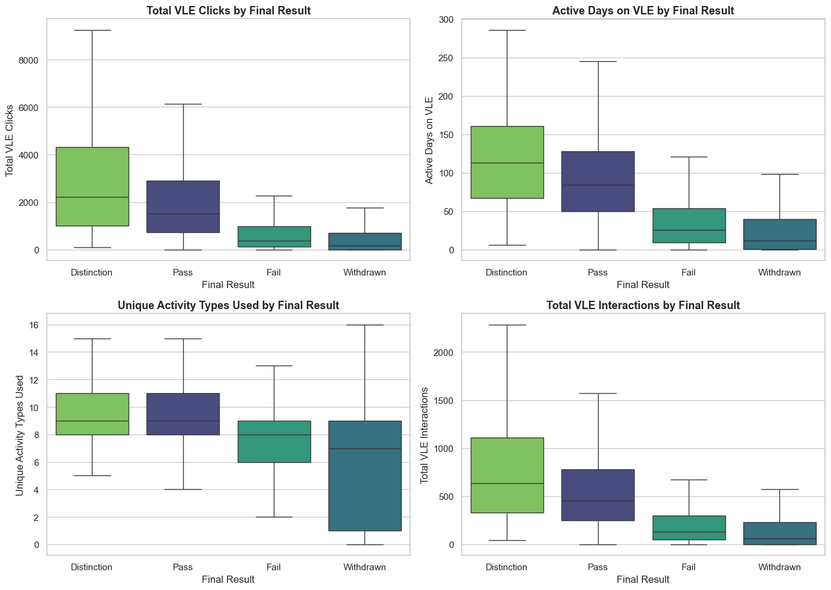 Total VLE Clicks by Final Result
Total VLE Clicks
8000
6000
4000
2000
0
Distinction Pass Fail Withdrawn
Final Result
Active Days on VLE by Final Result
Active Days on VLE
300
250
200
150
100
50
0
Distinction Pass Fail Withdrawn
Final Result
Unique Activity Types Used by Final Result
Unique Activity Types Used
16
14
12
10
8
6
4
2
0
Distinction Pass Fail Withdrawn
Final Result
Total VLE Interactions by Final Result
Total VLE Interactions
2000
1500
1000
500
0
Distinction Pass Fail Withdrawn
Final Result